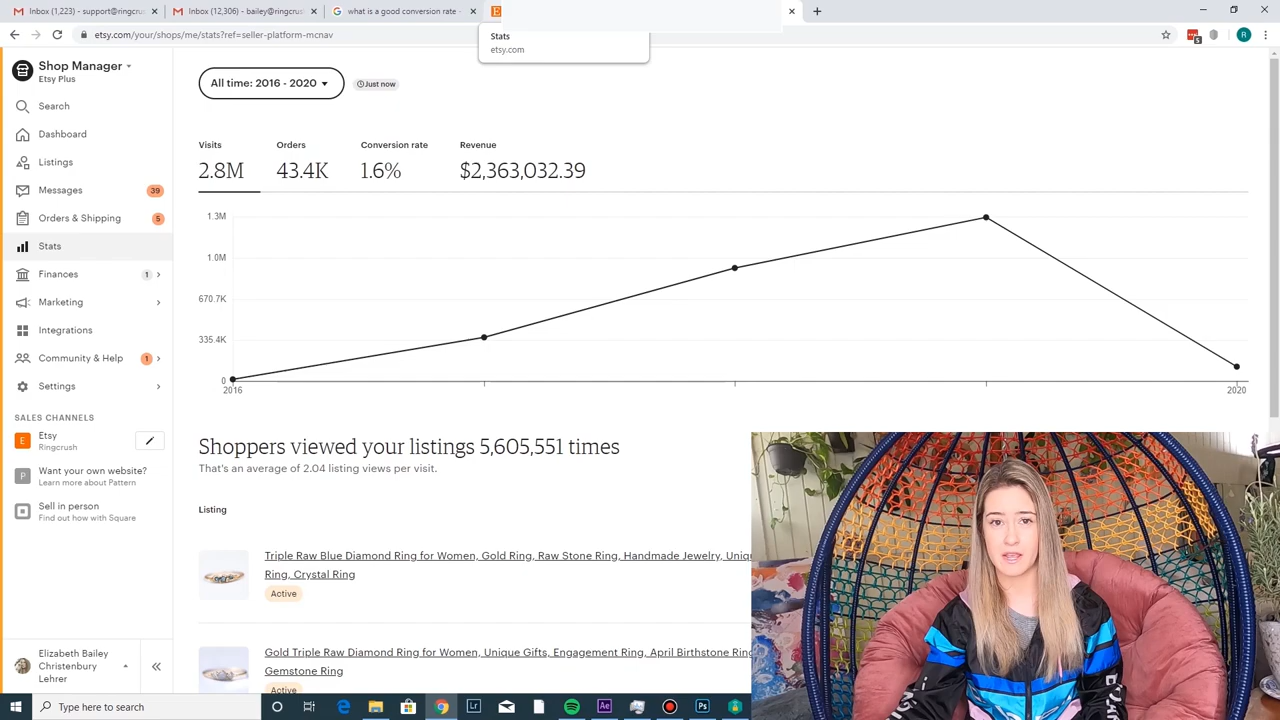 Inbox (1,223) - support@ringcru
Inbox (12,306) - bailey@ringcrus
what is a good conversion rate -
etsy.com/your/shops/me/stats?ref=seller-platform-mcnav
5
R
Stats
etsy.com
Shop Manager
Etsy Plus
Search
Dashboard
Listings
Messages 39
Orders & Shipping 5
Stats
Finances 1
Marketing
Integrations
Community & Help 1
Settings
SALES CHANNELS
E Etsy
Ringcrush
P Want your own website?
Learn more about Pattern
Sell in person
Find out how with Square
Elizabeth Bailey
Christenbury
Lehrer
All time: 2016 - 2020
Just now
Visits Orders Conversion rate Revenue
2.8M 43.4K 1.6% $2,363,032.39
1.3M
1.0M
670.7K
335.4K
0
2016 2020
Shoppers viewed your listings 5,605,551 times
That's an average of 2.04 listing views per visit.
Listing
Triple Raw Blue Diamond Ring for Women, Gold Ring, Raw Stone Ring, Handmade Jewelry, Uniqu
Ring, Crystal Ring
Active
Gold Triple Raw Diamond Ring for Women, Unique Gifts, Engagement Ring, April Birthstone Ring
Gemstone Ring
Active
Type here to search
Ae
Ps